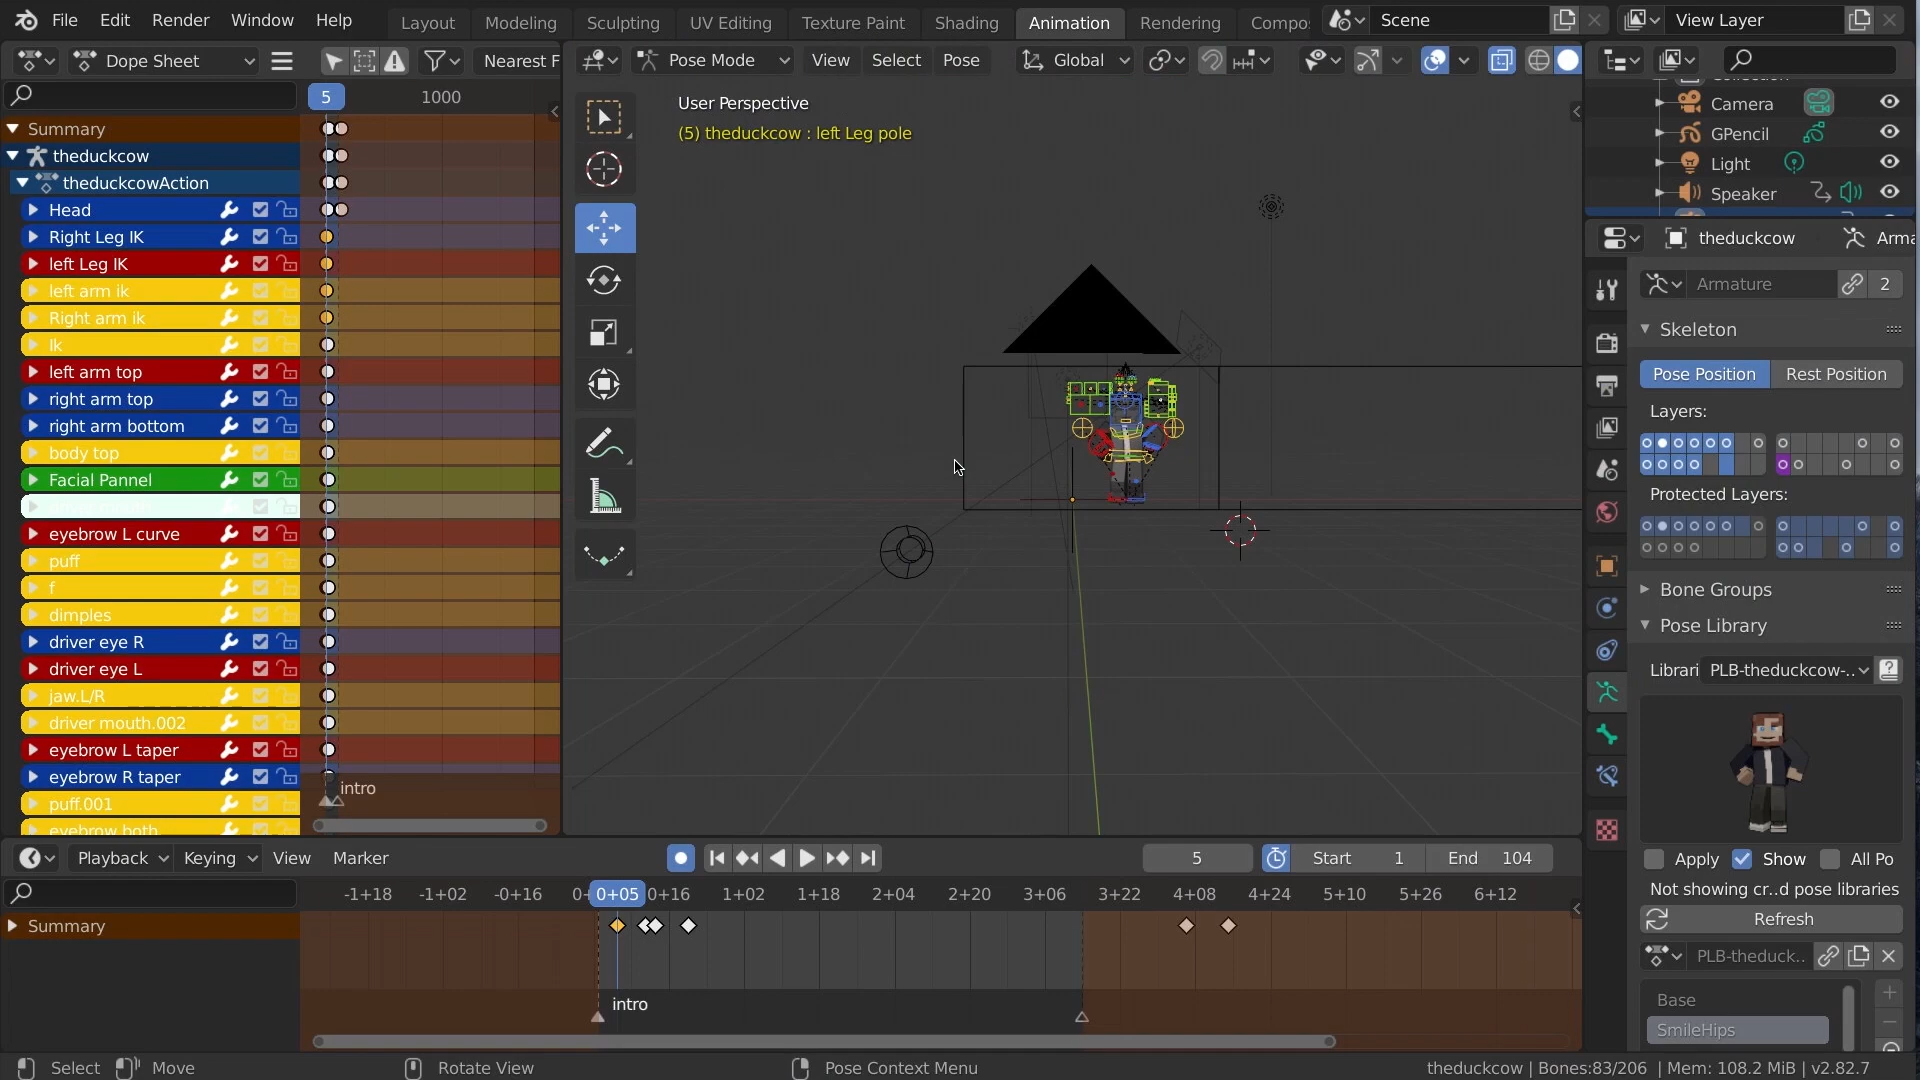 File Edit Render Window Help Layout Modeling Sculpting UV Editing Texture Paint Shading Animation Rendering Compo Scene View Layer
Dope Sheet Nearest F Pose Mode View Select Pose Global
5 1000
Summary
theduckcow
theduckcowAction
Head
Right Leg IK
left Leg IK
left arm ik
Right arm ik
Ik
left arm top
right arm top
right arm bottom
body top
Facial Pannel
eyebrow L curve
puff
f
dimples
driver eye R
driver eye L
jaw.L/R
driver mouth.002
eyebrow L taper
eyebrow R taper
puff.001
eyebrow both
intro
User Perspective
(5) theduckcow : left Leg pole
Camera
GPencil
Light
Speaker
theduckcow Arma
Armature 2
Skeleton
Pose Position Rest Position
Layers:
Protected Layers:
Bone Groups
Pose Library
Librari PLB-theduckcow-..
Apply Show All Po
Not showing cr..d pose libraries
Refresh
PLB-theduck..
Base
SmileHips
Playback Keying View Marker 5 Start 1 End 104
-1+18 -1+02 -0+16 0+05 0+16 1+02 1+18 2+04 2+20 3+06 3+22 4+08 4+24 5+10 5+26 6+12
Summary
intro
Select Move Rotate View Pose Context Menu theduckcow | Bones:83/206 | Mem: 108.2 MiB | v2.82.7